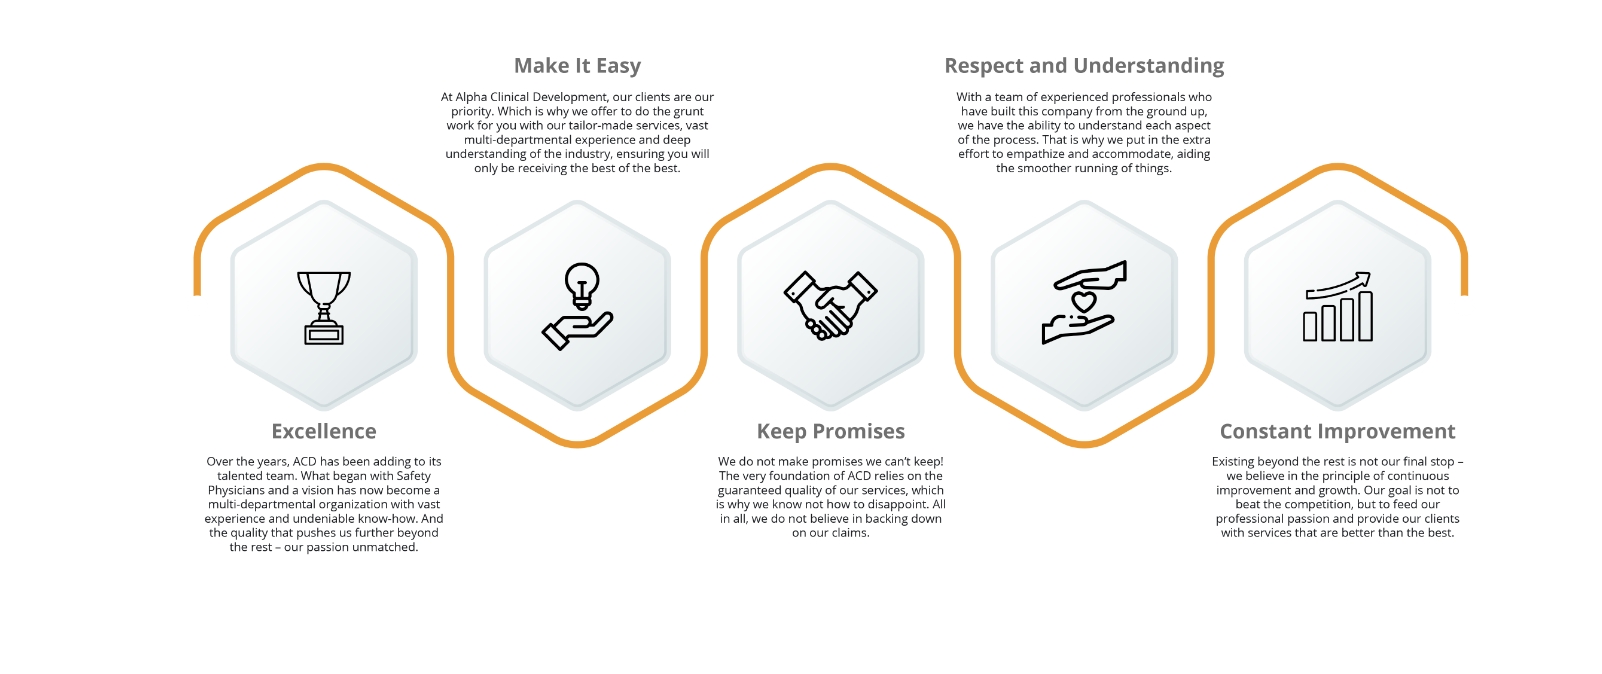 Make It Easy
At Alpha Clinical Development, our clients are our
priority. Which is why we offer to do the grunt
work for you with our tailor-made services, vast
multi-departmental experience and deep
understanding of the industry, ensuring you will
only be receiving the best of the best.
Respect and Understanding
With a team of experienced professionals who
have built this company from the ground up,
we have the ability to understand each aspect
of the process. That is why we put in the extra
effort to empathize and accommodate, aiding
the smoother running of things.
Excellence
Over the years, ACD has been adding to its
talented team. What began with Safety
Physicians and a vision has now become a
multi-departmental organization with vast
experience and undeniable know-how. And
the quality that pushes us further beyond
the rest – our passion unmatched.
Keep Promises
We do not make promises we can’t keep!
The very foundation of ACD relies on the
guaranteed quality of our services, which
is why we know not how to disappoint. All
in all, we do not believe in backing down
on our claims.
Constant Improvement
Existing beyond the rest is not our final stop –
we believe in the principle of continuous
improvement and growth. Our goal is not to
beat the competition, but to feed our
professional passion and provide our clients
with services that are better than the best.